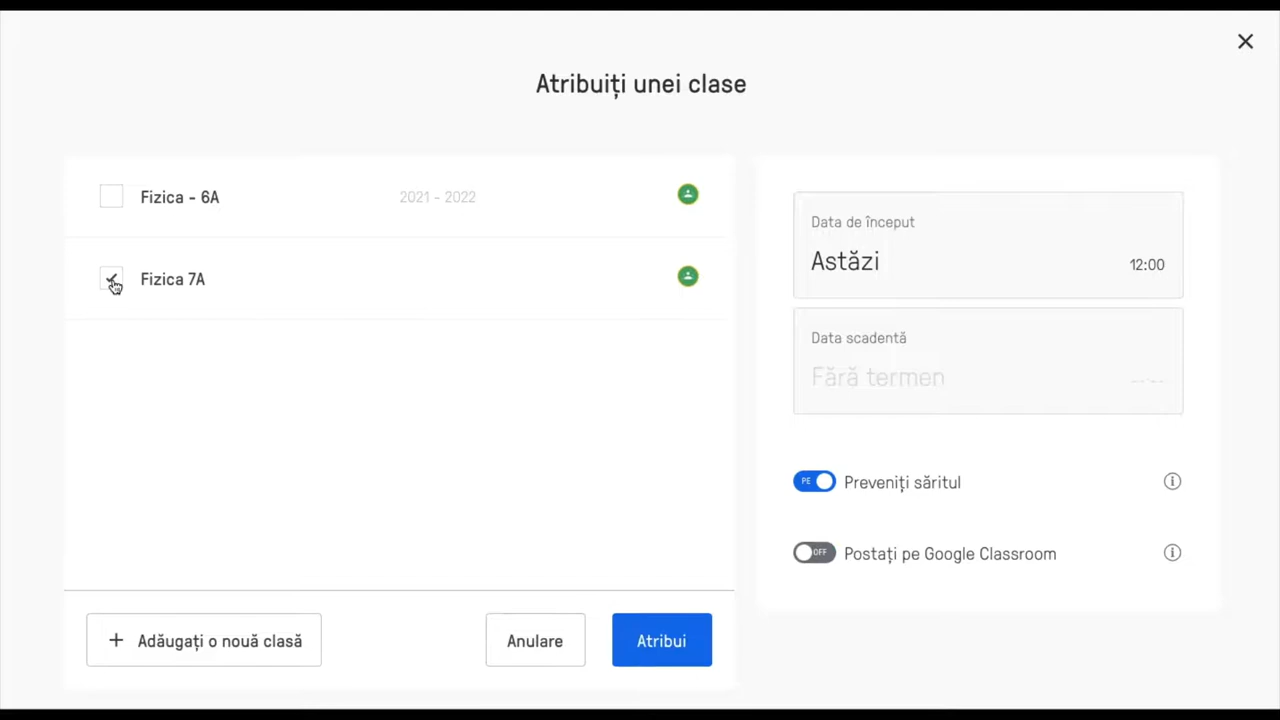 Atribuiți unei clase
Fizica - 6A
2021 - 2022
Fizica 7A
Data de început
Astăzi
12:00
Data scadentă
Fără termen
--:--
PE
Preveniți săritul
OFF
Postați pe Google Classroom
+ Adăugați o nouă clasă
Anulare
Atribui